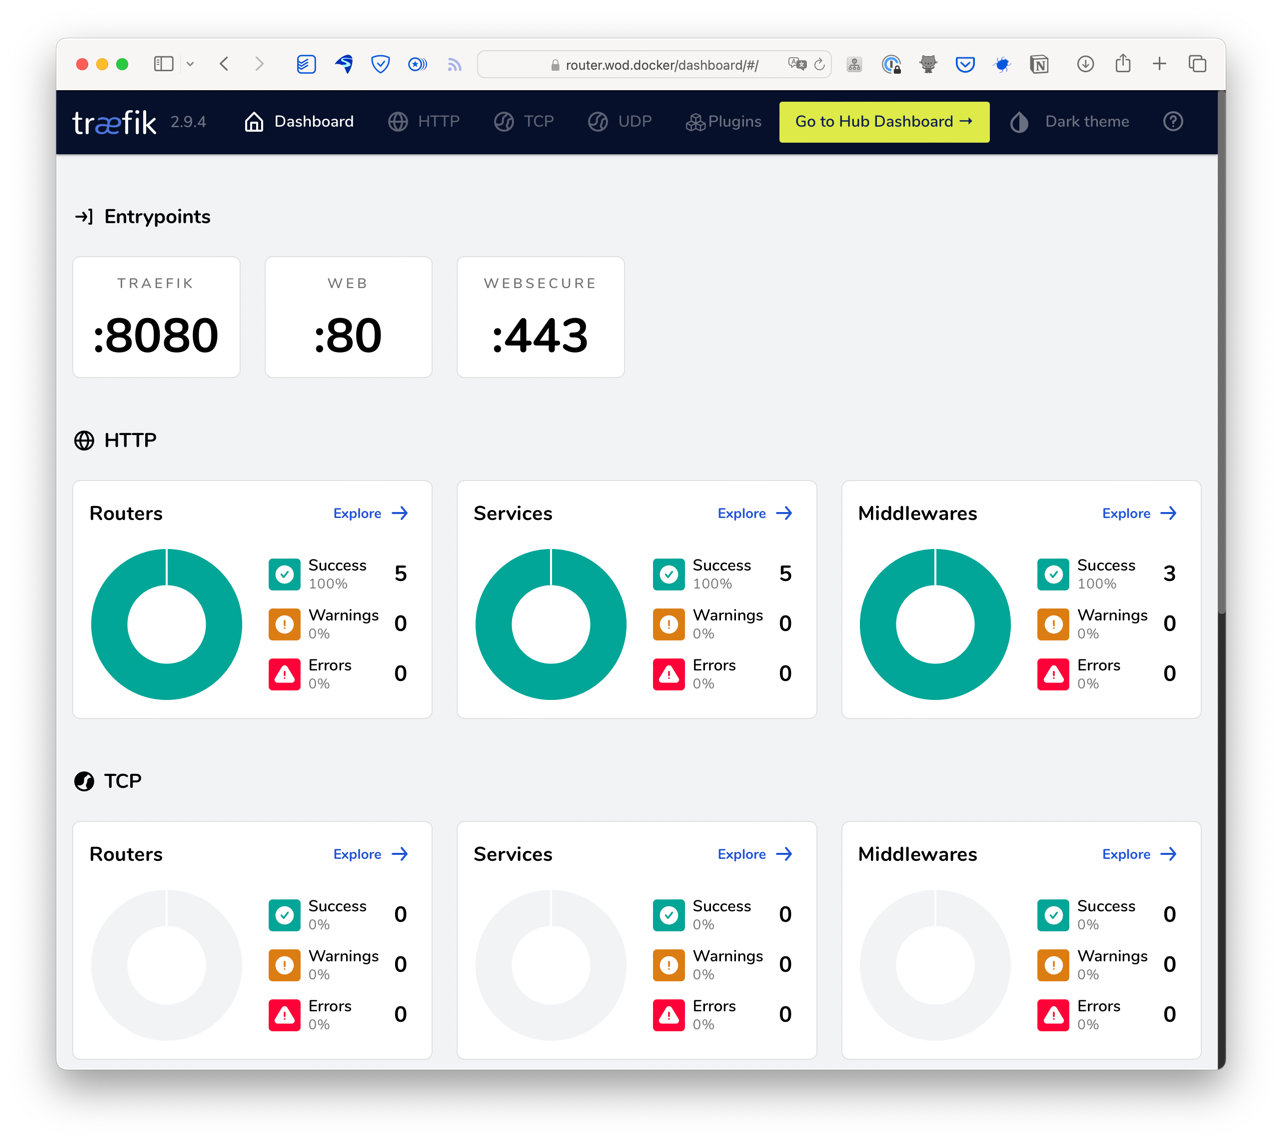 router.wod.docker/dashboard/#/
træfik 2.9.4 Dashboard HTTP TCP UDP Plugins Go to Hub Dashboard → Dark theme
Entrypoints
TRAEFIK WEB WEBSECURE
:8080 :80 :443
HTTP
Routers Explore
Success 5
100%
Warnings 0
0%
Errors 0
0%
Services Explore
Success 5
100%
Warnings 0
0%
Errors 0
0%
Middlewares Explore
Success 3
100%
Warnings 0
0%
Errors 0
0%
TCP
Routers Explore
Success 0
0%
Warnings 0
0%
Errors 0
0%
Services Explore
Success 0
0%
Warnings 0
0%
Errors 0
0%
Middlewares Explore
Success 0
0%
Warnings 0
0%
Errors 0
0%